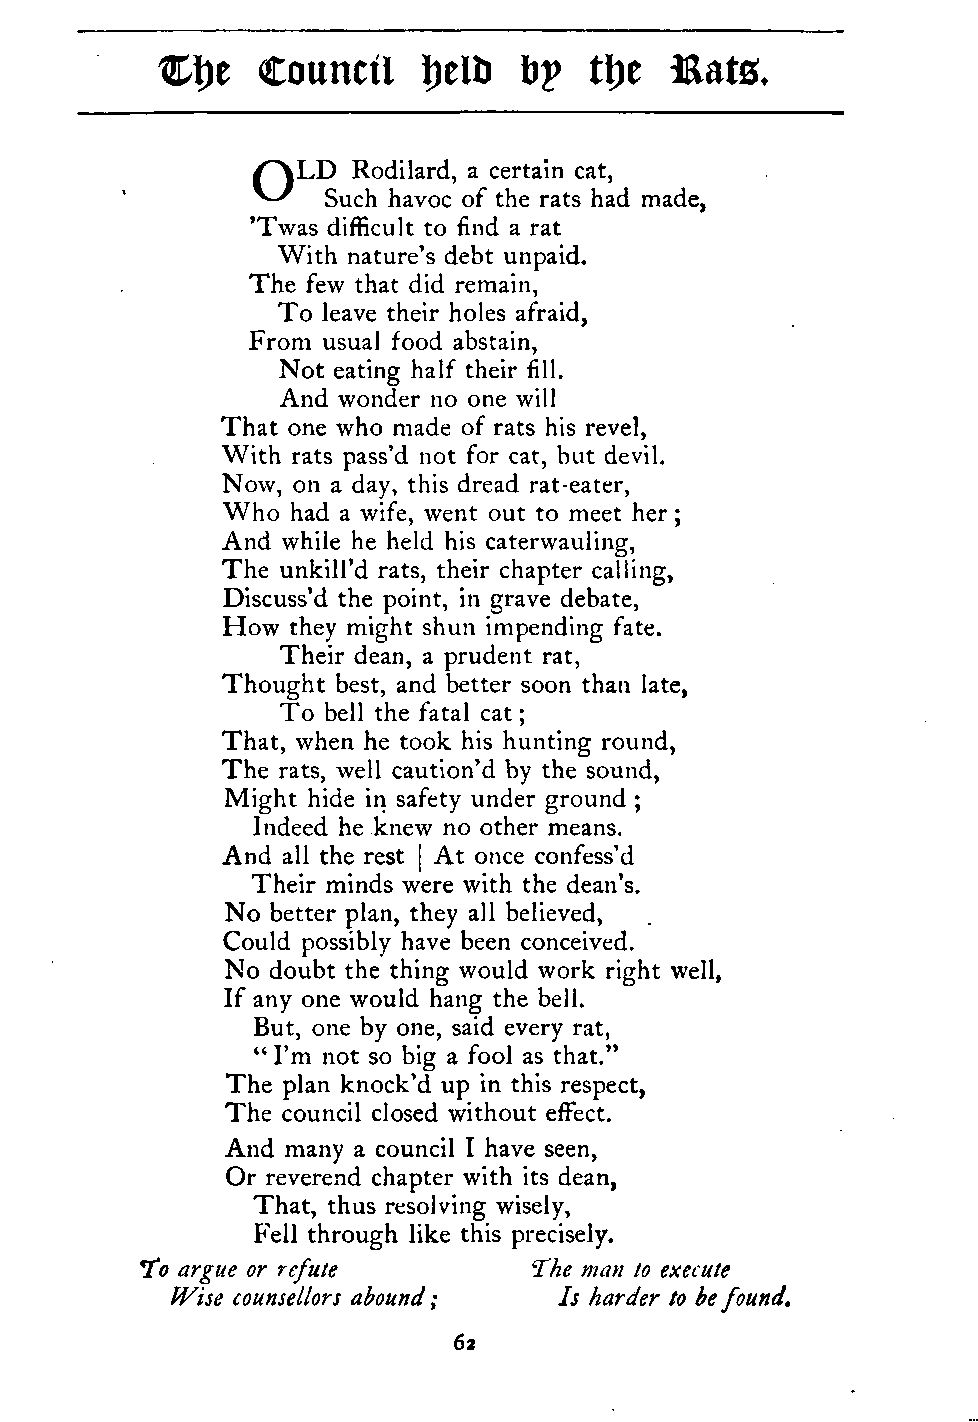 The Council held by the Rats.
OLD Rodilard, a certain cat,
Such havoc of the rats had made,
'Twas difficult to find a rat
With nature's debt unpaid.
The few that did remain,
To leave their holes afraid,
From usual food abstain,
Not eating half their fill.
And wonder no one will
That one who made of rats his revel,
With rats pass'd not for cat, but devil.
Now, on a day, this dread rat-eater,
Who had a wife, went out to meet her;
And while he held his caterwauling,
The unkill'd rats, their chapter calling,
Discuss'd the point, in grave debate,
How they might shun impending fate.
Their dean, a prudent rat,
Thought best, and better soon than late,
To bell the fatal cat;
That, when he took his hunting round,
The rats, well caution'd by the sound,
Might hide in safety under ground;
Indeed he knew no other means.
And all the rest | At once confess'd
Their minds were with the dean's.
No better plan, they all believed,
Could possibly have been conceived.
No doubt the thing would work right well,
If any one would hang the bell.
But, one by one, said every rat,
"I'm not so big a fool as that."
The plan knock'd up in this respect,
The council closed without effect.
And many a council I have seen,
Or reverend chapter with its dean,
That, thus resolving wisely,
Fell through like this precisely.
To argue or refute
Wise counsellors abound;
The man to execute
Is harder to be found.
62